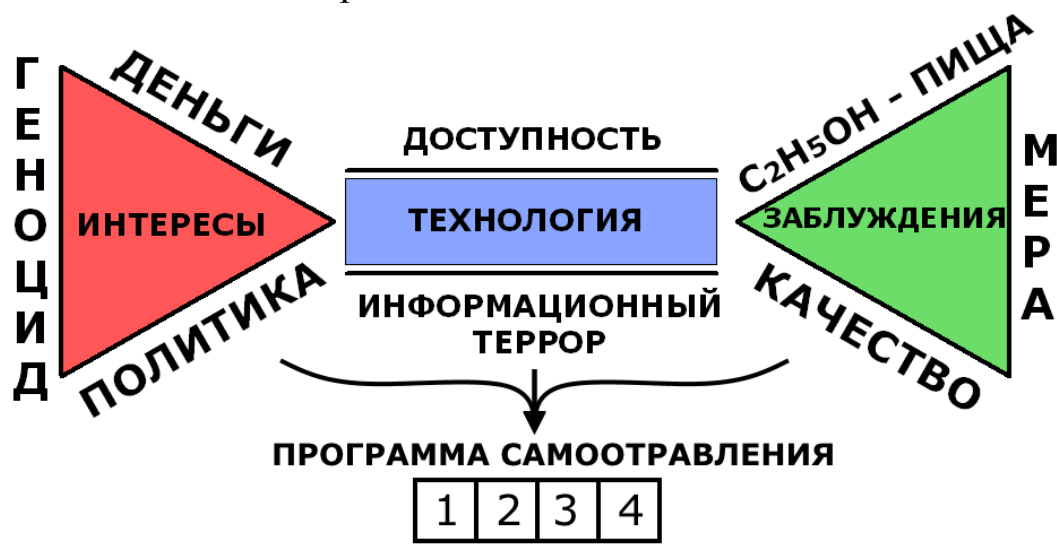 ГЕНОЦИД
ДЕНЬГИ
ИНТЕРЕСЫ
ПОЛИТИКА
ДОСТУПНОСТЬ
ТЕХНОЛОГИЯ
ИНФОРМАЦИОННЫЙ
ТЕРРОР
C₂H₅OH - ПИЩА
ЗАБЛУЖДЕНИЯ
КАЧЕСТВО
МЕРА
ПРОГРАММА САМООТРАВЛЕНИЯ
1 2 3 4